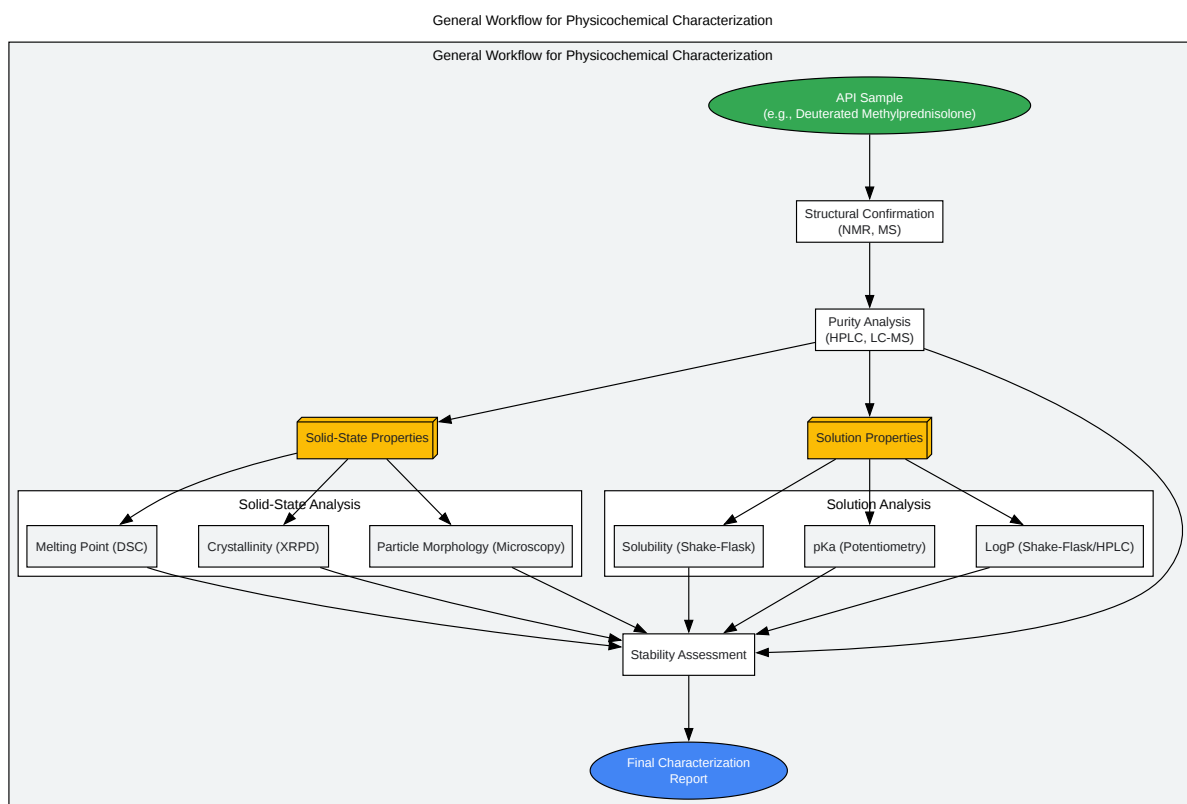 General Workflow for Physicochemical Characterization
General Workflow for Physicochemical Characterization
API Sample
(e.g., Deuterated Methylprednisolone)
Structural Confirmation
(NMR, MS)
Purity Analysis
(HPLC, LC-MS)
Solid-State Properties
Solution Properties
Solid-State Analysis
Solution Analysis
Melting Point (DSC)
Crystallinity (XRPD)
Particle Morphology (Microscopy)
Solubility (Shake-Flask)
pKa (Potentiometry)
LogP (Shake-Flask/HPLC)
Stability Assessment
Final Characterization
Report